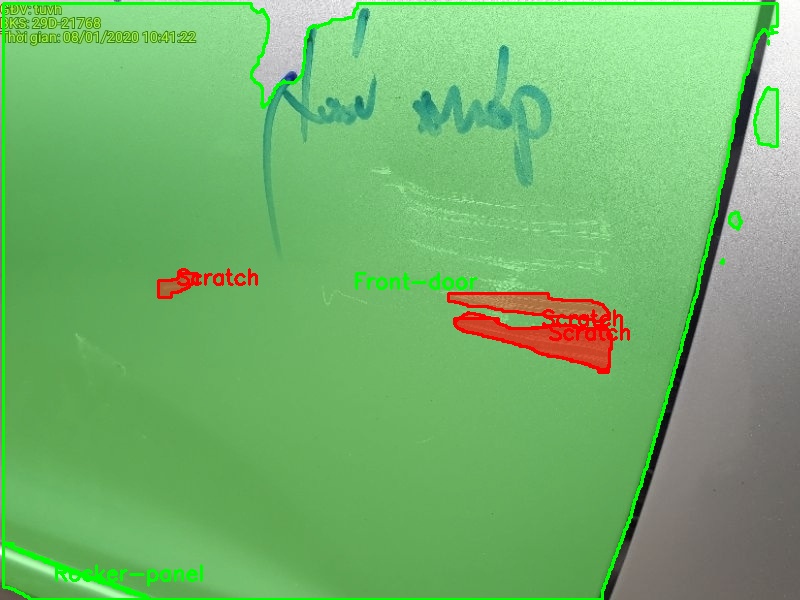 GĐV: tuvh
BKS: 29D-21768
Thời gian: 08/01/2020 10:41:22
Scratch
Front-door
Scratch
Scratch
Rocker-panel